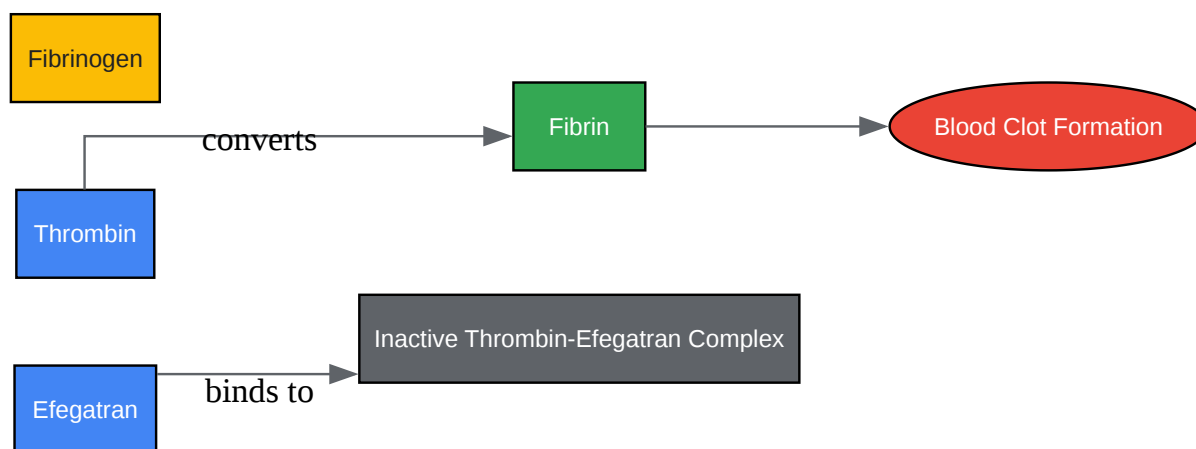 Fibrinogen
converts
Fibrin
Blood Clot Formation
Thrombin
Inactive Thrombin-Efegatran Complex
binds to
Efegatran